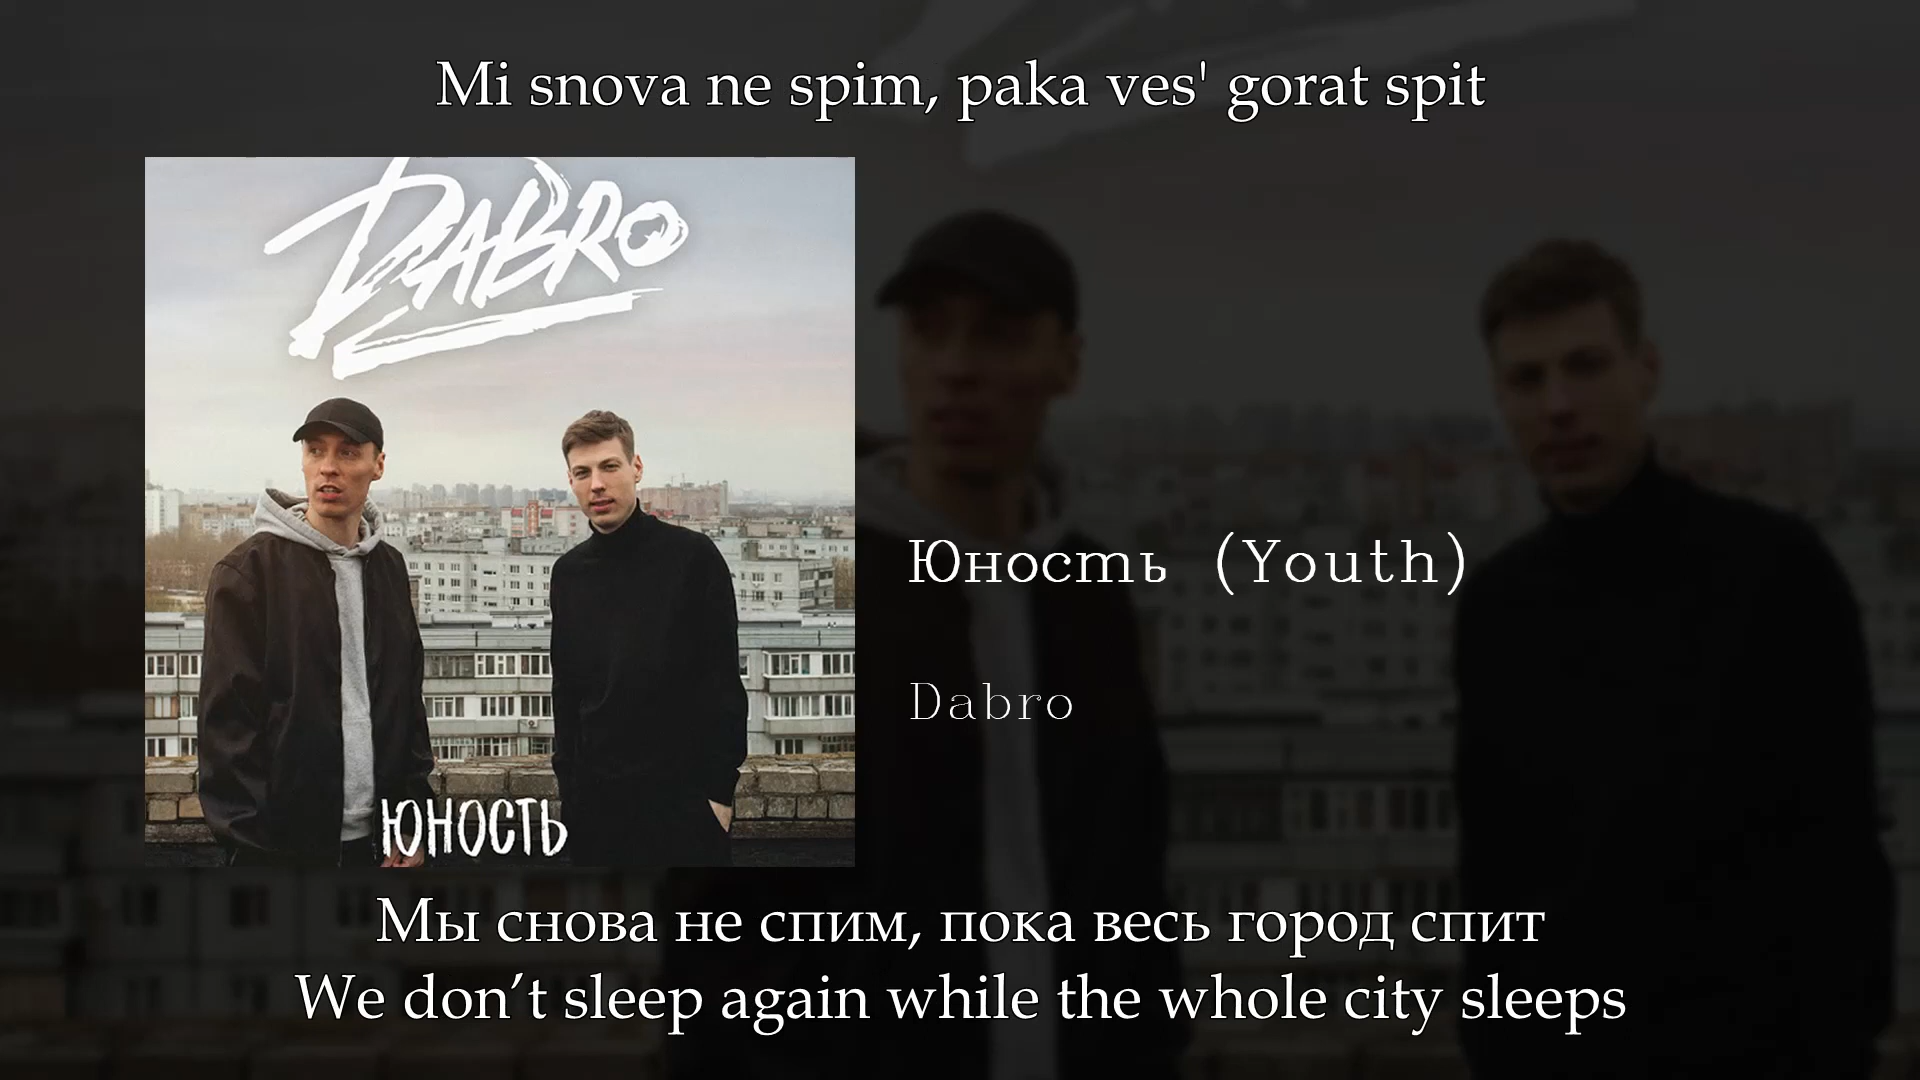 Mi snova ne spim, paka ves' gorat spit
DABRO
Юность (Youth)
Dabro
ЮНОСТЬ
Мы снова не спим, пока весь город спит
We don’t sleep again while the whole city sleeps